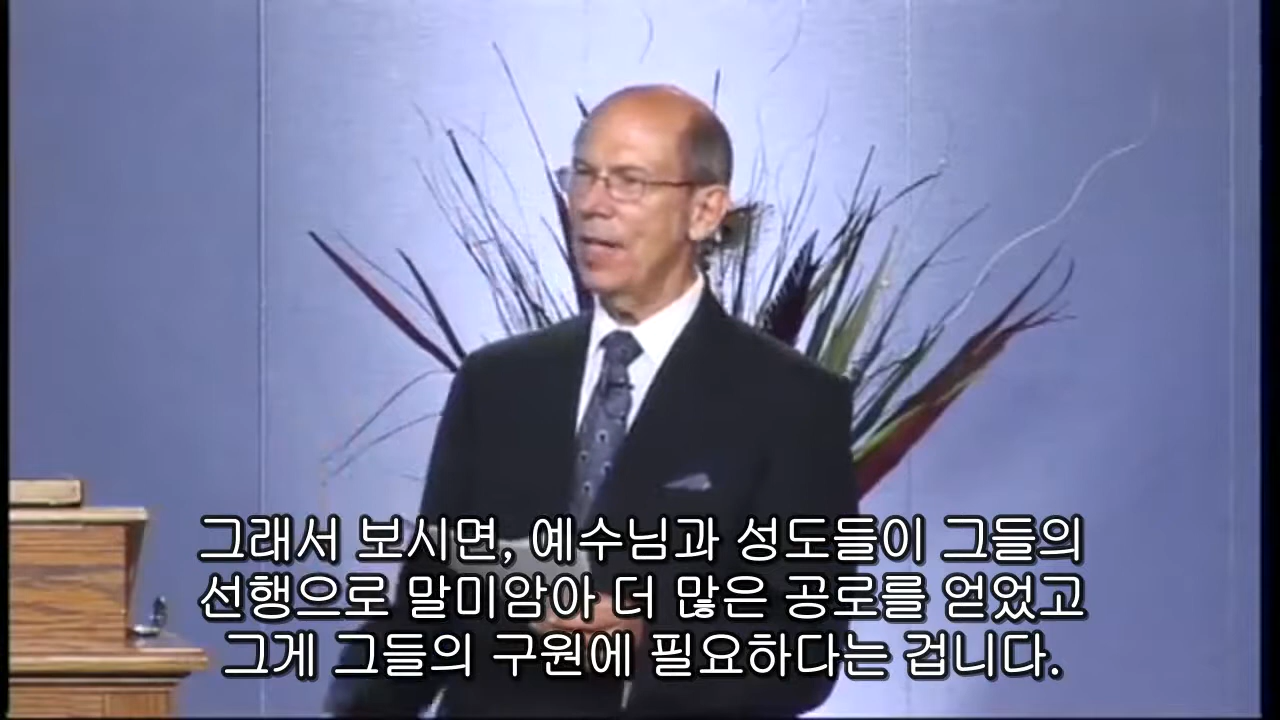 그래서 보시면, 예수님과 성도들이 그들의
선행으로 말미암아 더 많은 공로를 얻었고
그게 그들의 구원에 필요하다는 겁니다.